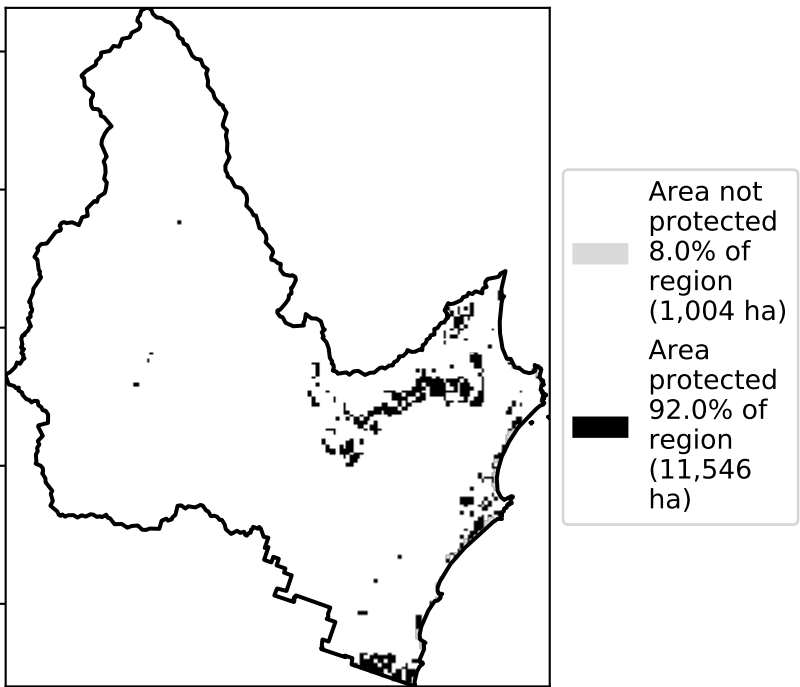 Area not
protected
8.0% of
region
(1,004 ha)
Area
protected
92.0% of
region
(11,546
ha)